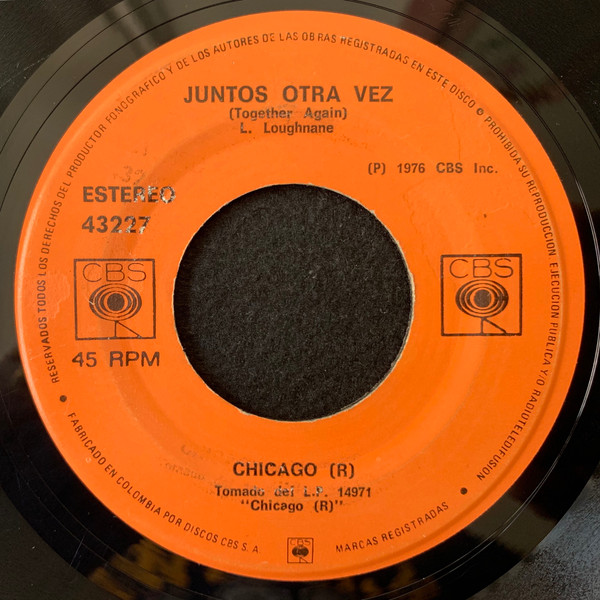 RESERVADOS TODOS LOS DERECHOS DEL PRODUCTOR FONOGRAFICO Y DE LOS AUTORES DE LAS OBRAS REGISTRADAS EN ESTE DISCO ● PROHIBIDA SU REPRODUCCION EJECUCION PUBLICA Y/O RADIOTELEDIFUSION
JUNTOS OTRA VEZ
(Together Again)
L. Loughnane
(P) 1976 CBS Inc.
ESTEREO
43227
CBS
CBS
45 RPM
CHICAGO (R)
Tomado del L.P. 14971
"Chicago (R)"
● FABRICADO EN COLOMBIA POR DISCOS CBS S.A.
CBS
MARCAS REGISTRADAS ●